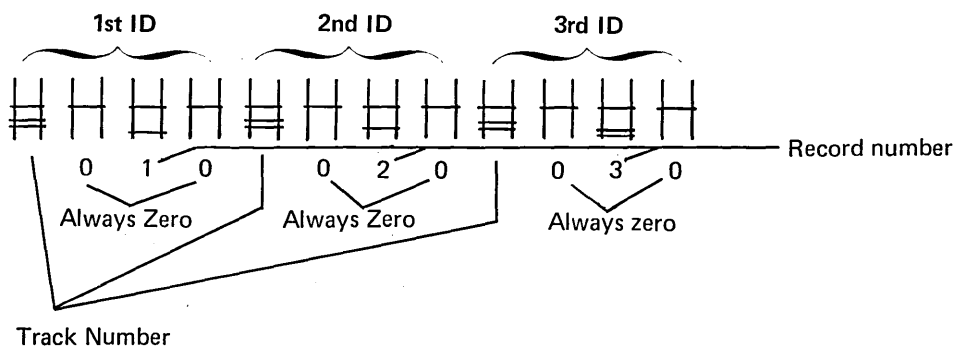 1st ID 2nd ID 3rd ID
Record number
0 1 0 0 2 0 0 3 0
Always Zero Always Zero Always zero
Track Number